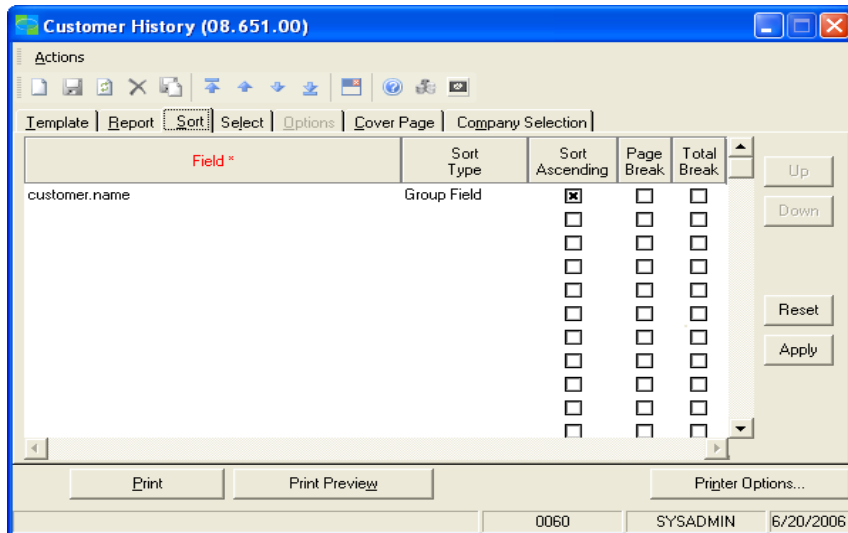 Customer History (08.651.00)
Actions
Template Report Sort Select Options Cover Page Company Selection
Field * Sort Type Sort Ascending Page Break Total Break
Up
customer.name Group Field
Down
Reset
Apply
Print Print Preview Printer Options...
0060 SYSADMIN 6/20/2006